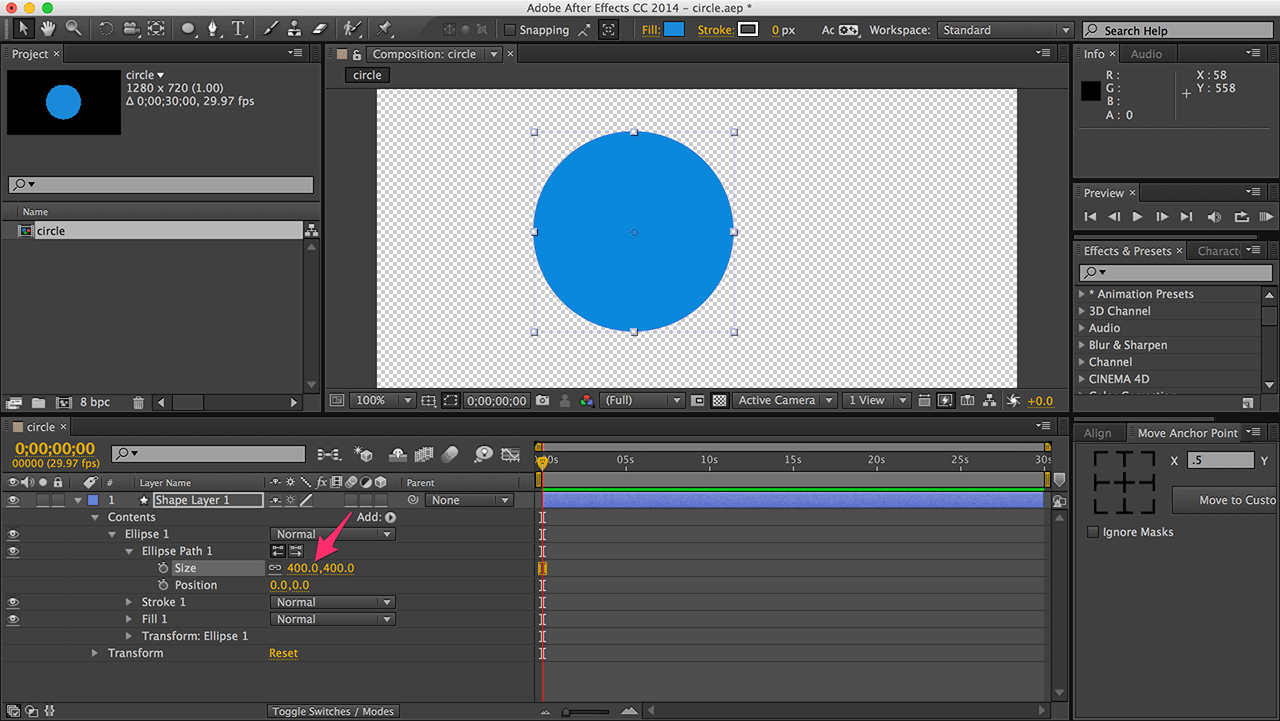 Adobe After Effects CC 2014 – circle.aep *
Snapping
Fill:
Stroke:
0 px
Ac
Workspace:
Standard
Search Help
Project ×
circle ▾
1280 x 720 (1.00)
Δ 0;00;30;00, 29.97 fps
Name
circle
8 bpc
Composition: circle
circle
100%
0;00;00;00
(Full)
Active Camera
1 View
+0.0
Info ×
Audio
R :
G :
B :
A : 0
X : 58
Y : 558
Preview ×
Effects & Presets ×
Charact
* Animation Presets
3D Channel
Audio
Blur & Sharpen
Channel
CINEMA 4D
circle ×
0;00;00;00
00000 (29.97 fps)
# Layer Name
fx
Parent
00s 05s 10s 15s 20s 25s 30s
1 Shape Layer 1
None
Contents
Add:
Ellipse 1
Normal
Ellipse Path 1
Size
400.0,400.0
Position
0.0,0.0
Stroke 1
Normal
Fill 1
Normal
Transform: Ellipse 1
Transform
Reset
Toggle Switches / Modes
Align
Move Anchor Point
X .5 Y
Move to Custo
Ignore Masks